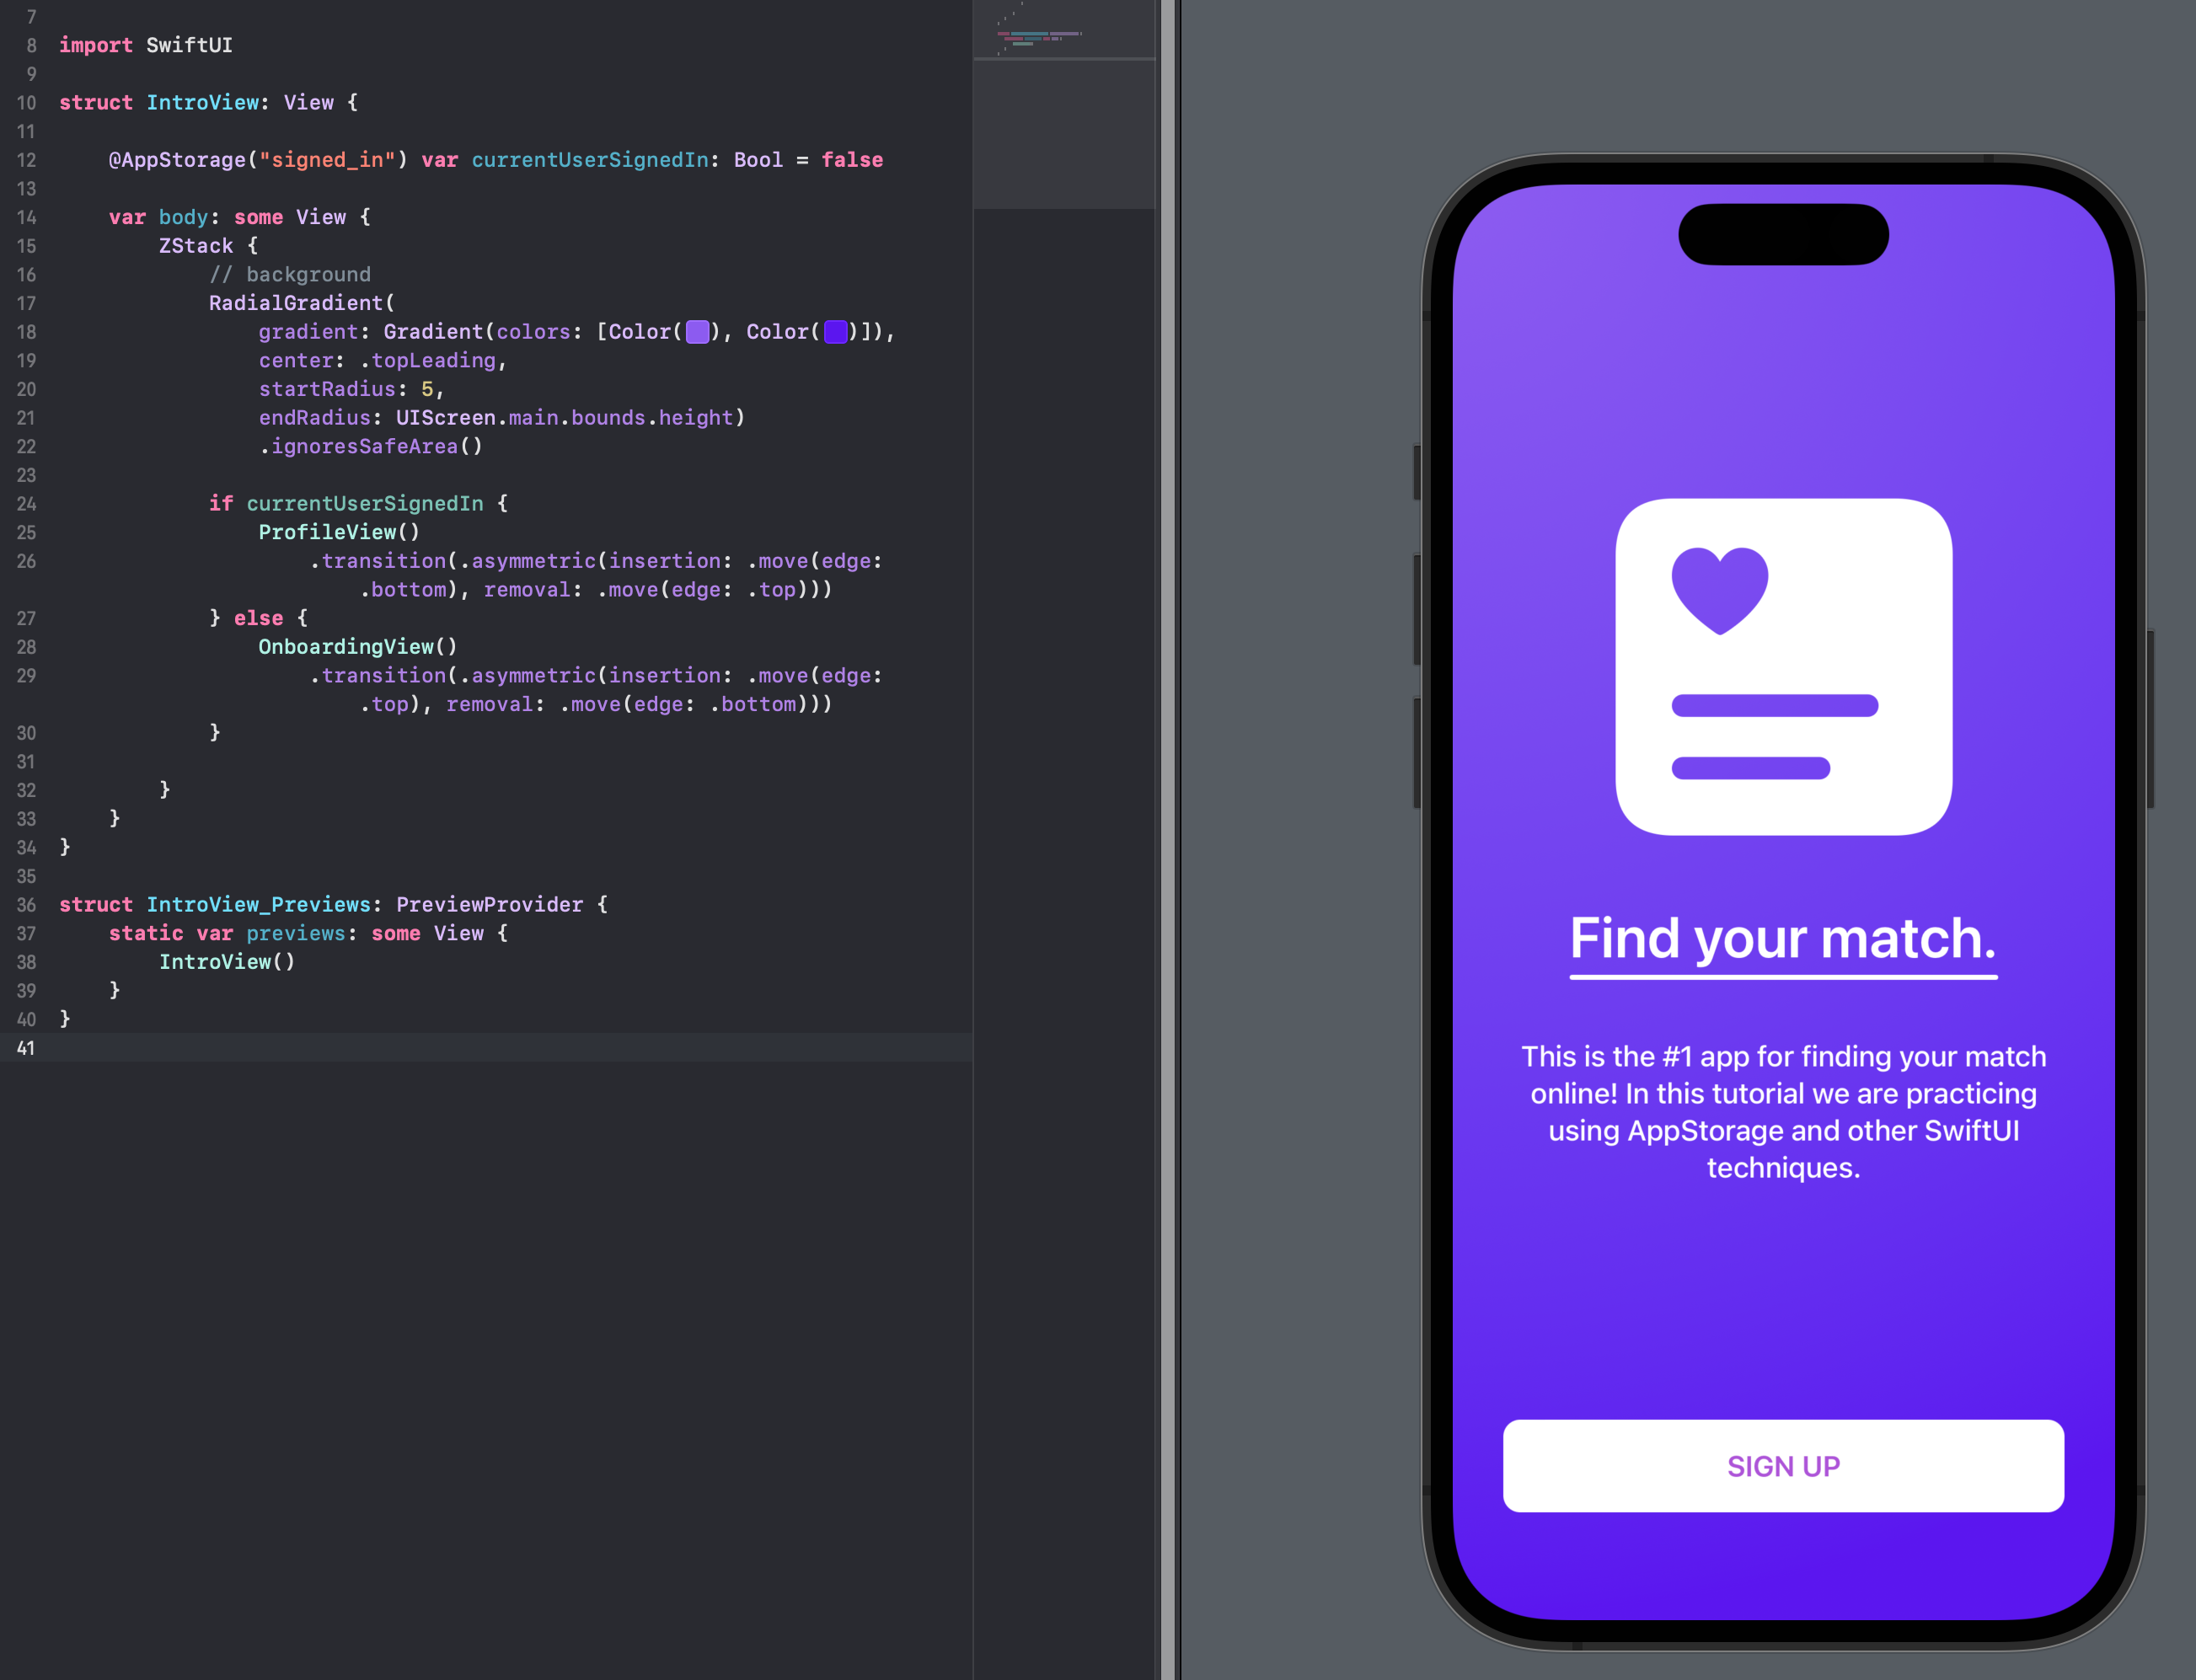 7
8 import SwiftUI
9
10 struct IntroView: View {
11
12     @AppStorage("signed_in") var currentUserSignedIn: Bool = false
13
14     var body: some View {
15         ZStack {
16             // background
17             RadialGradient(
18                 gradient: Gradient(colors: [Color(), Color()]),
19                 center: .topLeading,
20                 startRadius: 5,
21                 endRadius: UIScreen.main.bounds.height)
22                 .ignoresSafeArea()
23
24             if currentUserSignedIn {
25                 ProfileView()
26                     .transition(.asymmetric(insertion: .move(edge:
                        .bottom), removal: .move(edge: .top)))
27             } else {
28                 OnboardingView()
29                     .transition(.asymmetric(insertion: .move(edge:
                        .top), removal: .move(edge: .bottom)))
30             }
31
32         }
33     }
34 }
35
36 struct IntroView_Previews: PreviewProvider {
37     static var previews: some View {
38         IntroView()
39     }
40 }
41
Find your match.
This is the #1 app for finding your match
online! In this tutorial we are practicing
using AppStorage and other SwiftUI
techniques.
SIGN UP